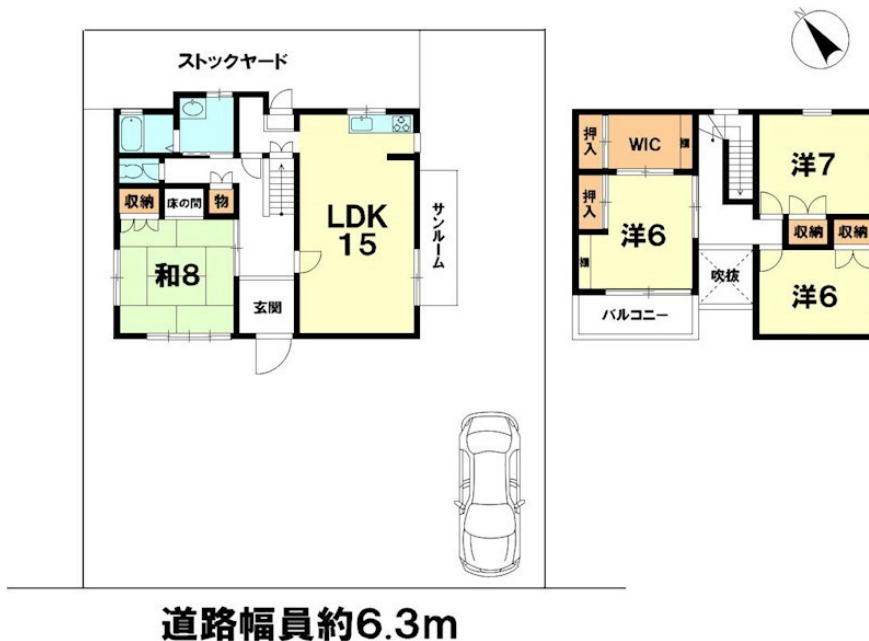 N
ストックヤード
押入
WIC
洋7
収納
床の間
物
LDK
15
サンルーム
押入
洋6
収納
収納
和8
玄関
吹抜
洋6
バルコニー
道路幅員約6.3m